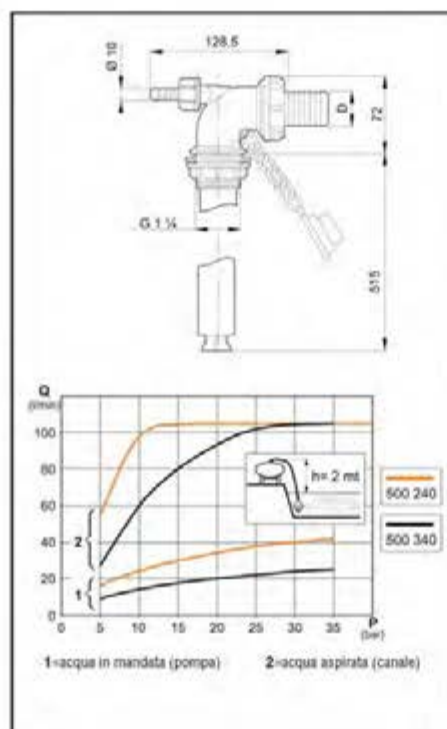 128,5
Ø 10
D
72
G 1 ¼
515
Q
(l/min)
100
80
60
40
20
0
2
1
h= 2 mt
500 240
500 340
0
5
10
15
20
25
30
35
P
(bar)
1=acqua in mandata (pompa)
2=acqua aspirata (canale)